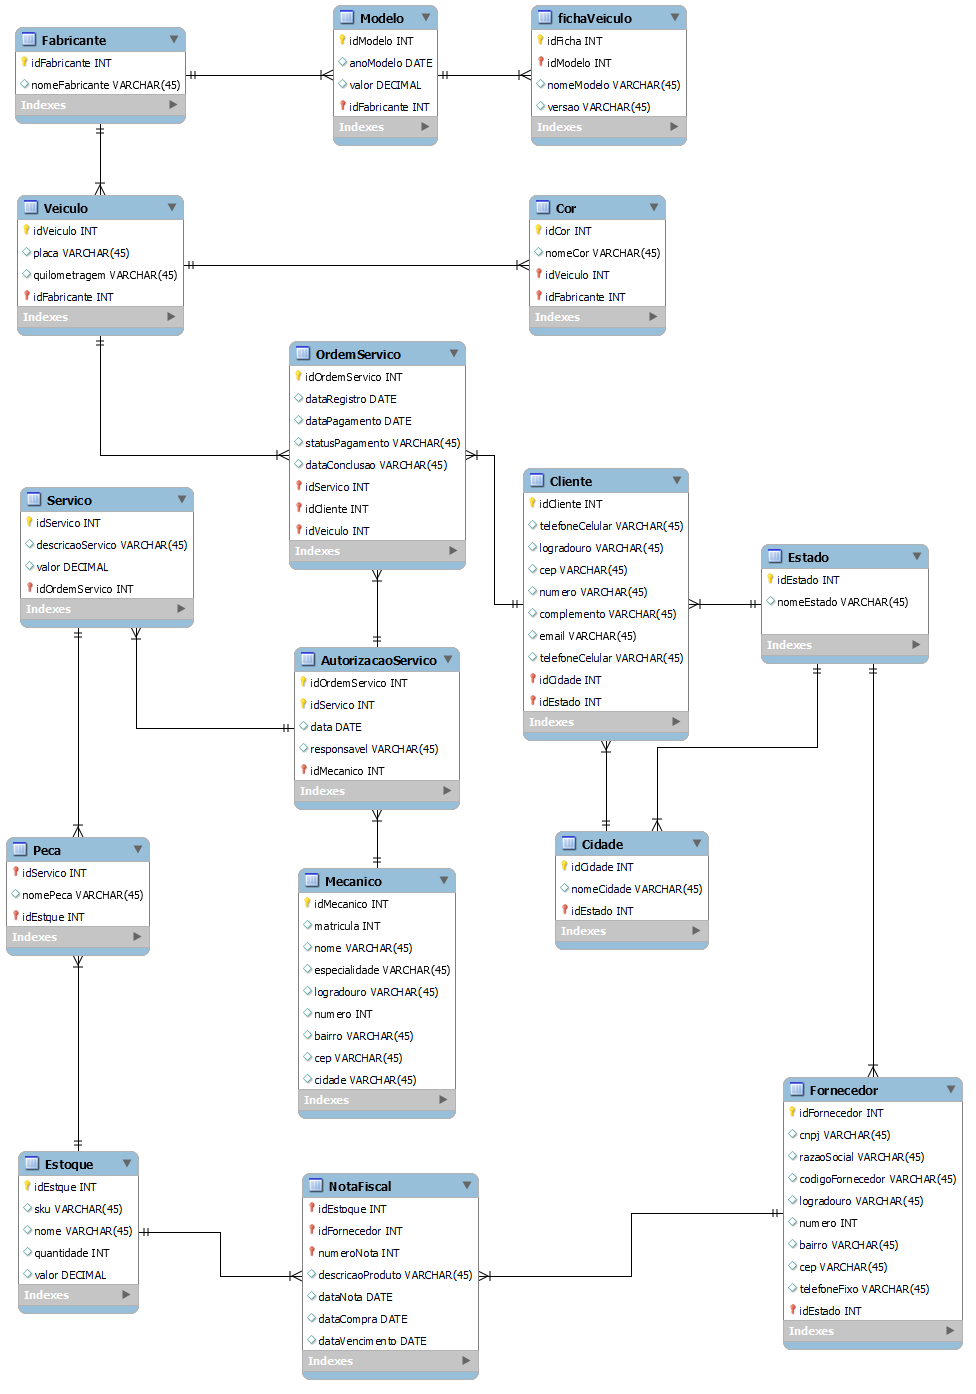 Fabricante
idFabricante INT
nomeFabricante VARCHAR(45)
Indexes
Modelo
idModelo INT
anoModelo DATE
valor DECIMAL
idFabricante INT
Indexes
fichaVeiculo
idFicha INT
idModelo INT
nomeModelo VARCHAR(45)
versao VARCHAR(45)
Indexes
Veiculo
idVeiculo INT
placa VARCHAR(45)
quilometragem VARCHAR(45)
idFabricante INT
Indexes
Cor
idCor INT
nomeCor VARCHAR(45)
idVeiculo INT
idFabricante INT
Indexes
OrdemServico
idOrdemServico INT
dataRegistro DATE
dataPagamento DATE
statusPagamento VARCHAR(45)
dataConclusao VARCHAR(45)
idServico INT
idCliente INT
idVeiculo INT
Indexes
Servico
idServico INT
descricaoServico VARCHAR(45)
valor DECIMAL
idOrdemServico INT
Indexes
Cliente
idCliente INT
telefoneCelular VARCHAR(45)
logradouro VARCHAR(45)
cep VARCHAR(45)
numero VARCHAR(45)
complemento VARCHAR(45)
email VARCHAR(45)
telefoneCelular VARCHAR(45)
idCidade INT
idEstado INT
Indexes
Estado
idEstado INT
nomeEstado VARCHAR(45)
Indexes
AutorizacaoServico
idOrdemServico INT
idServico INT
data DATE
responsavel VARCHAR(45)
idMecanico INT
Indexes
Peca
idServico INT
nomePeca VARCHAR(45)
idEstque INT
Indexes
Mecanico
idMecanico INT
matricula INT
nome VARCHAR(45)
especialidade VARCHAR(45)
logradouro VARCHAR(45)
numero INT
bairro VARCHAR(45)
cep VARCHAR(45)
cidade VARCHAR(45)
Indexes
Cidade
idCidade INT
nomeCidade VARCHAR(45)
idEstado INT
Indexes
Fornecedor
idFornecedor INT
cnpj VARCHAR(45)
razaoSocial VARCHAR(45)
codigoFornecedor VARCHAR(45)
logradouro VARCHAR(45)
numero INT
bairro VARCHAR(45)
cep VARCHAR(45)
telefoneFixo VARCHAR(45)
idEstado INT
Indexes
Estoque
idEstque INT
sku VARCHAR(45)
nome VARCHAR(45)
quantidade INT
valor DECIMAL
Indexes
NotaFiscal
idEstoque INT
idFornecedor INT
numeroNota INT
descricaoProduto VARCHAR(45)
dataNota DATE
dataCompra DATE
dataVencimento DATE
Indexes